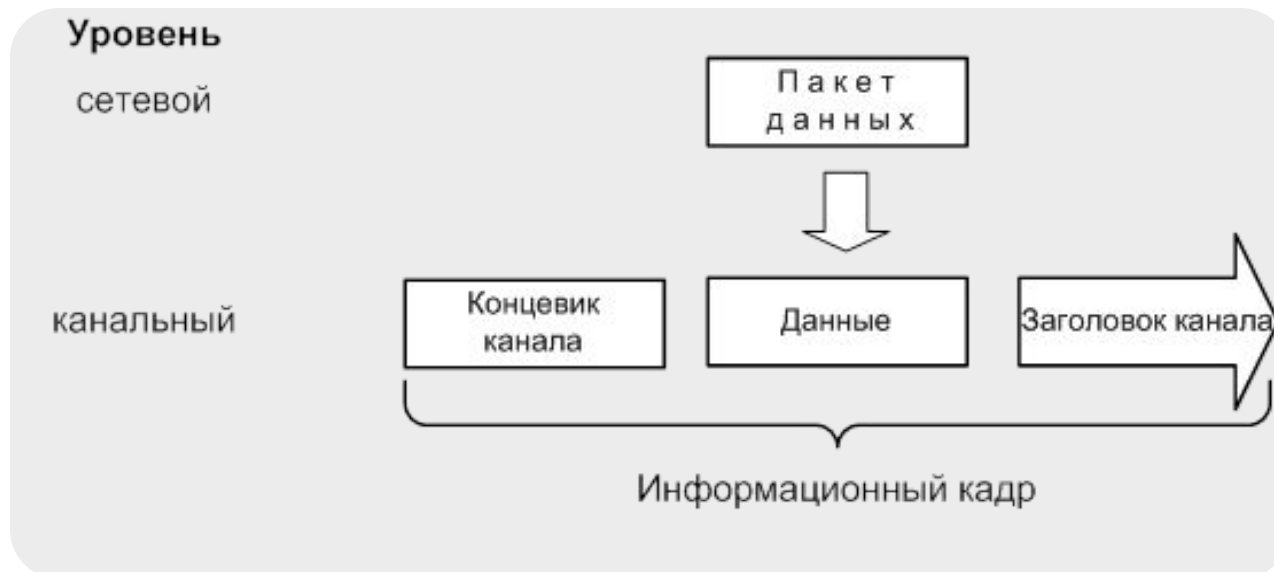 Уровень
сетевой
Пакет
данных
канальный
Концевик
канала
Данные
Заголовок канала
Информационный кадр